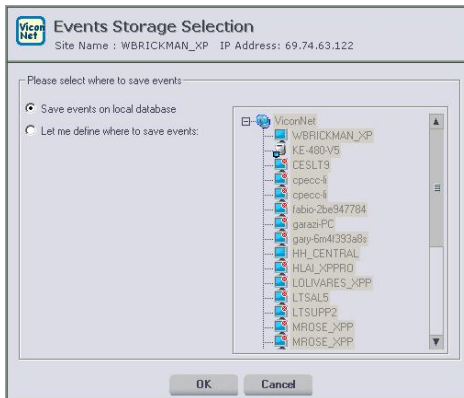 Vicon
Net
Events Storage Selection
Site Name : WBRICKMAN_XP IP Address: 69.74.63.122
Please select where to save events
Save events on local database
Let me define where to save events:
ViconNet
WBRICKMAN_XP
KE-480-V5
CESLT9
cpecc-li
cpecc-li
fabio-2be947784
garazi-PC
gary-6m4f393a8s
HH_CENTRAL
HLAI_XPPRO
LOLIVARES_XPP
LTSAL5
LTSUPP2
MROSE_XPP
MROSE_XPP
OK Cancel